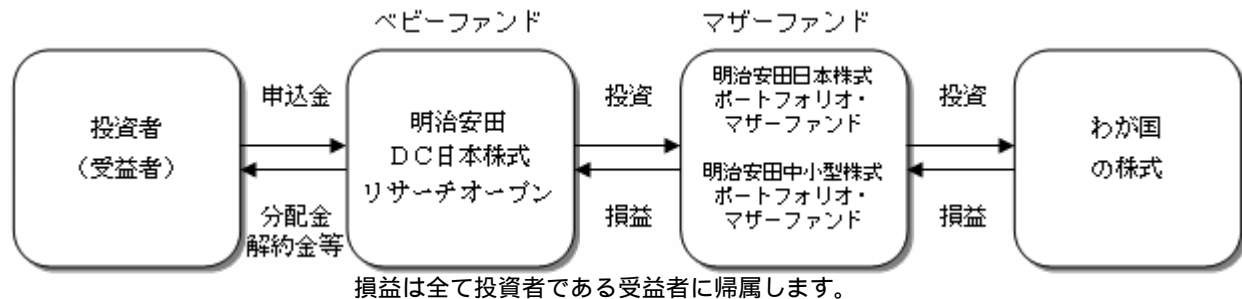 ベビーファンド
マザーファンド
投資者
（受益者）
申込金
分配金
解約金等
明治安田
ＤＣ日本株式
リサーチオープン
投資
損益
明治安田日本株式
ポートフォリオ・
マザーファンド
明治安田中小型株式
ポートフォリオ・
マザーファンド
投資
損益
わが国
の株式
損益は全て投資者である受益者に帰属します。